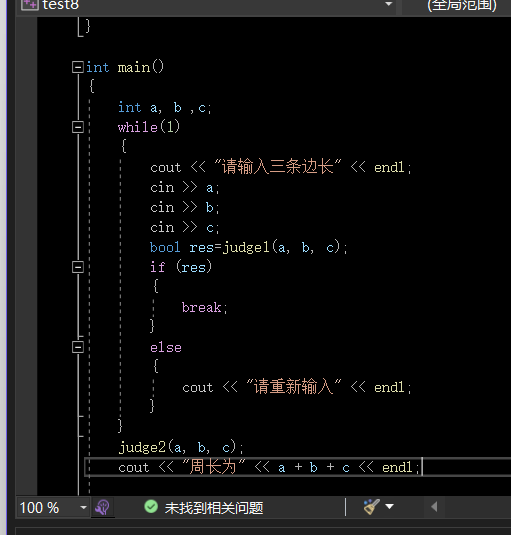 test8 (全局范围)
}
int main()
{
int a, b ,c;
while(1)
{
cout << "请输入三条边长" << endl;
cin >> a;
cin >> b;
cin >> c;
bool res=judge1(a, b, c);
if (res)
{
break;
}
else
{
cout << "请重新输入" << endl;
}
}
judge2(a, b, c);
cout << "周长为" << a + b + c << endl;
100 % 未找到相关问题